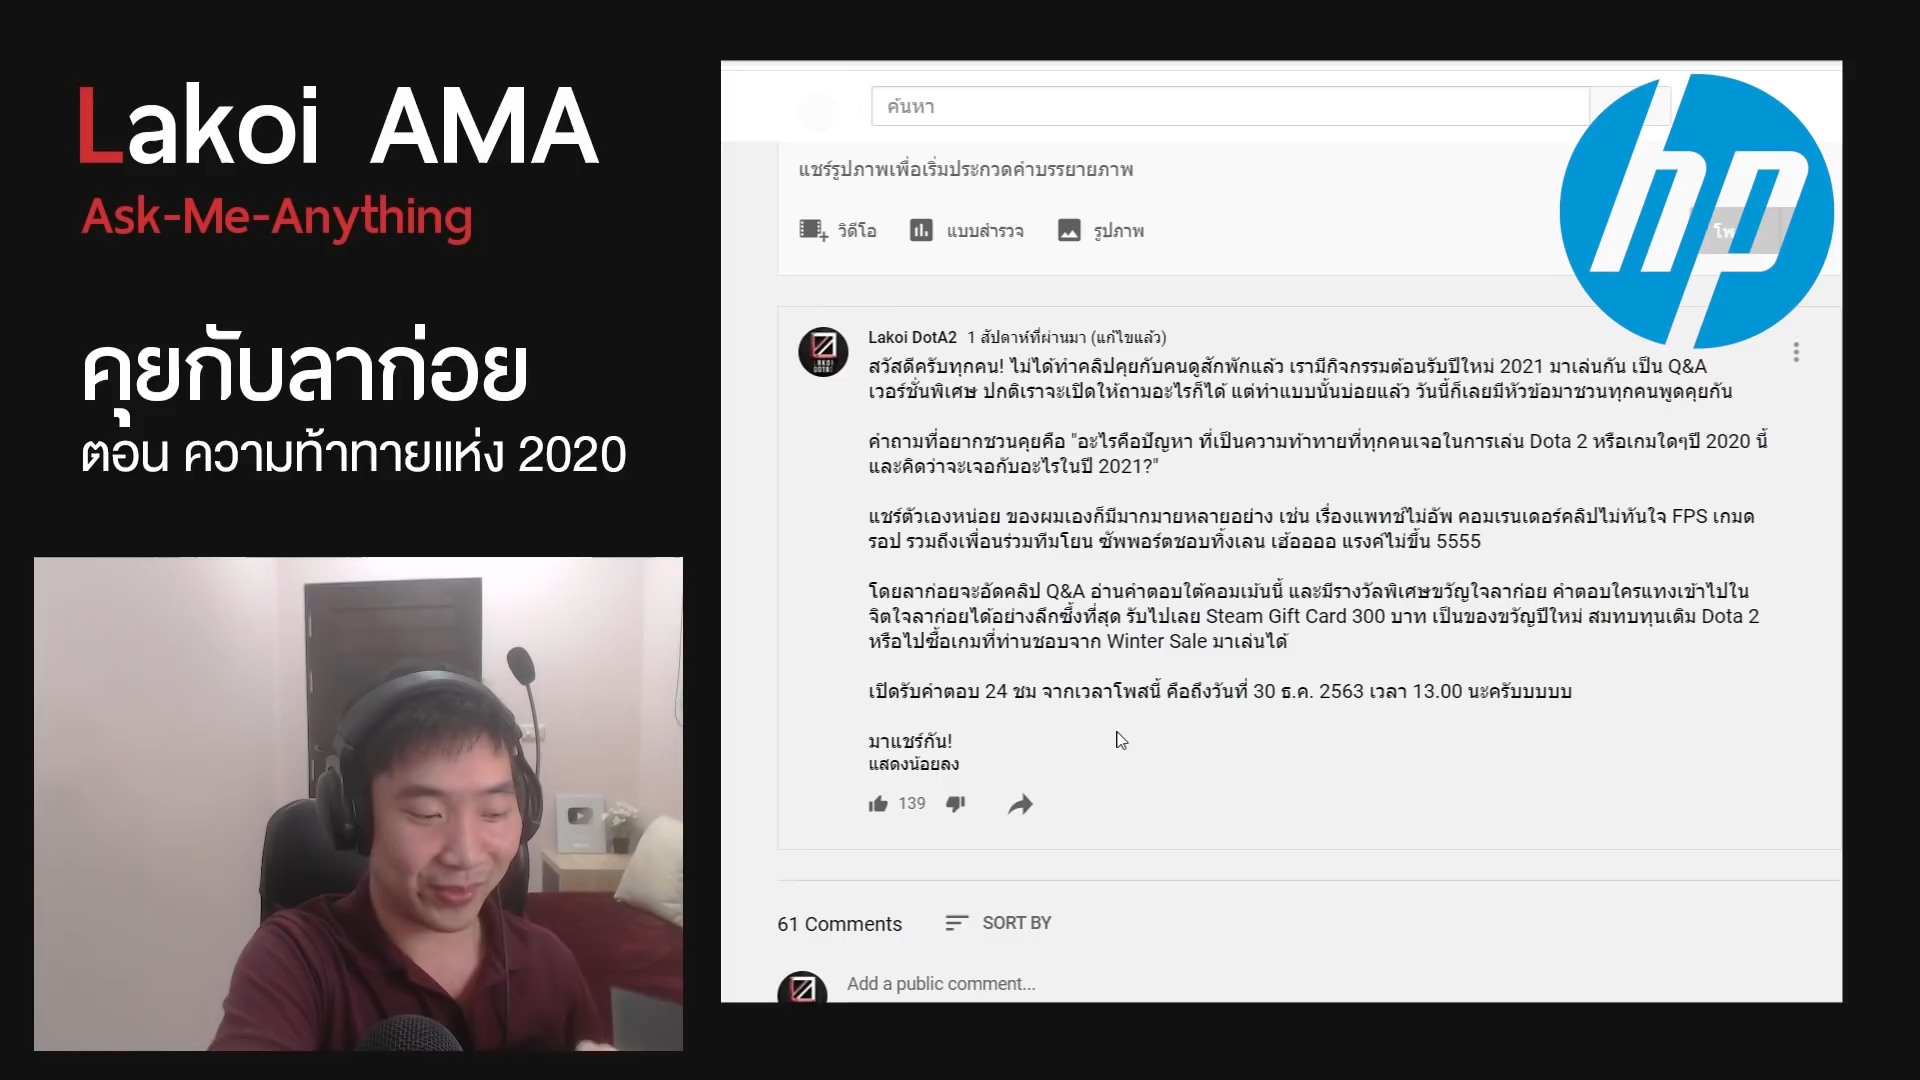 Lakoi AMA
Ask-Me-Anything
คุยกับลาก่อย
ตอน ความท้าทายแห่ง 2020
ค้นหา
hp
แชร์รูปภาพเพื่อเริ่มประกวดคำบรรยายภาพ
วิดีโอ แบบสำรวจ รูปภาพ
Lakoi DotA2 1 สัปดาห์ที่ผ่านมา (แก้ไขแล้ว)
สวัสดีครับทุกคน! ไม่ได้ทำคลิปคุยกับคนดูสักพักแล้ว เรามีกิจกรรมต้อนรับปีใหม่ 2021 มาเล่นกัน เป็น Q&A
เวอร์ชั่นพิเศษ ปกติเราจะเปิดให้ถามอะไรก็ได้ แต่ทำแบบนั้นบ่อยแล้ว วันนี้ก็เลยมีหัวข้อมาชวนทุกคนพูดคุยกัน
คำถามที่อยากชวนคุยคือ "อะไรคือปัญหา ที่เป็นความท้าทายที่ทุกคนเจอในการเล่น Dota 2 หรือเกมใดๆปี 2020 นี้
และคิดว่าจะเจอกับอะไรในปี 2021?"
แชร์ตัวเองหน่อย ของผมเองก็มีมากมายหลายอย่าง เช่น เรื่องแพทช์ไม่อัพ คอมเรนเดอร์คลิปไม่ทันใจ FPS เกมด
รอป รวมถึงเพื่อนร่วมทีมโยน ซัพพอร์ตชอบทิ้งเลน เฮ้อออออ แรงค์ไม่ขึ้น 5555
โดยลาก่อยจะอัดคลิป Q&A อ่านคำตอบใต้คอมเม้นนี้ และมีรางวัลพิเศษขวัญใจลาก่อย คำตอบใครแทงเข้าไปใน
จิตใจลาก่อยได้อย่างลึกซึ้งที่สุด รับไปเลย Steam Gift Card 300 บาท เป็นของขวัญปีใหม่ สมทบทุนเติม Dota 2
หรือไปซื้อเกมที่ท่านชอบจาก Winter Sale มาเล่นได้
เปิดรับคำตอบ 24 ชม จากเวลาโพสนี้ คือถึงวันที่ 30 ธ.ค. 2563 เวลา 13.00 นะครับบบบบ
มาแชร์กัน!
แสดงน้อยลง
139
61 Comments SORT BY
Add a public comment...